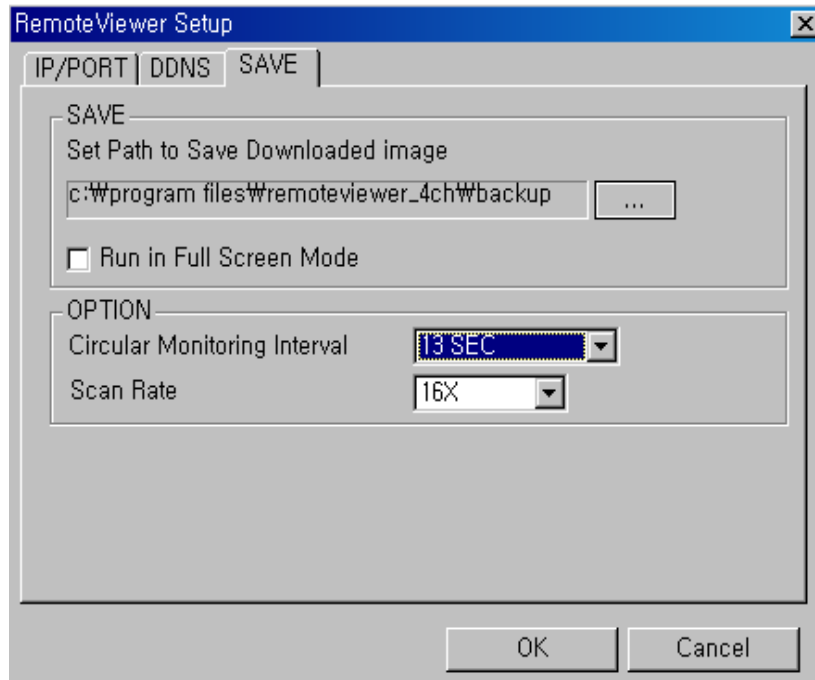 RemoteViewer Setup
IP/PORT DDNS SAVE
SAVE
Set Path to Save Downloaded image
c:₩program files₩remoteviewer_4ch₩backup ...
Run in Full Screen Mode
OPTION
Circular Monitoring Interval 13 SEC
Scan Rate 16X
OK Cancel